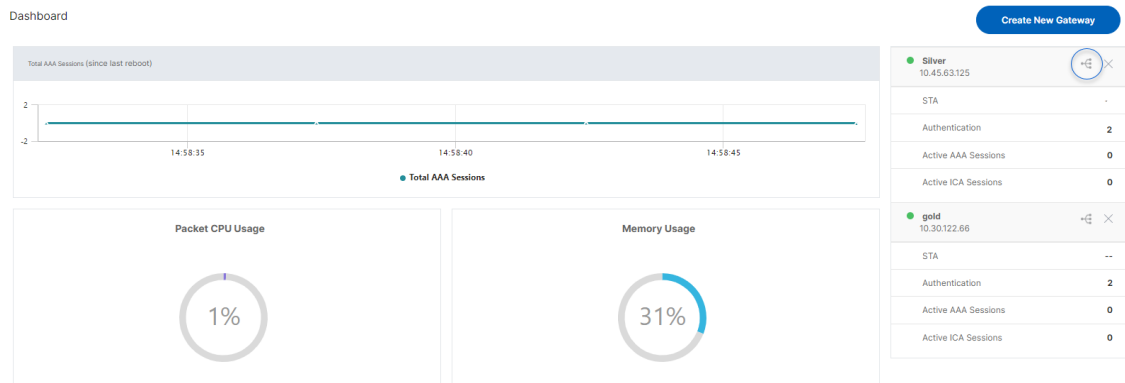 Dashboard
Create New Gateway
Total AAA Sessions (since last reboot)
2
-2
14:58:35
14:58:40
14:58:45
Total AAA Sessions
Packet CPU Usage
1%
Memory Usage
31%
Silver
10.45.63.125
STA -
Authentication 2
Active AAA Sessions 0
Active ICA Sessions 0
gold
10.30.122.66
STA --
Authentication 2
Active AAA Sessions 0
Active ICA Sessions 0